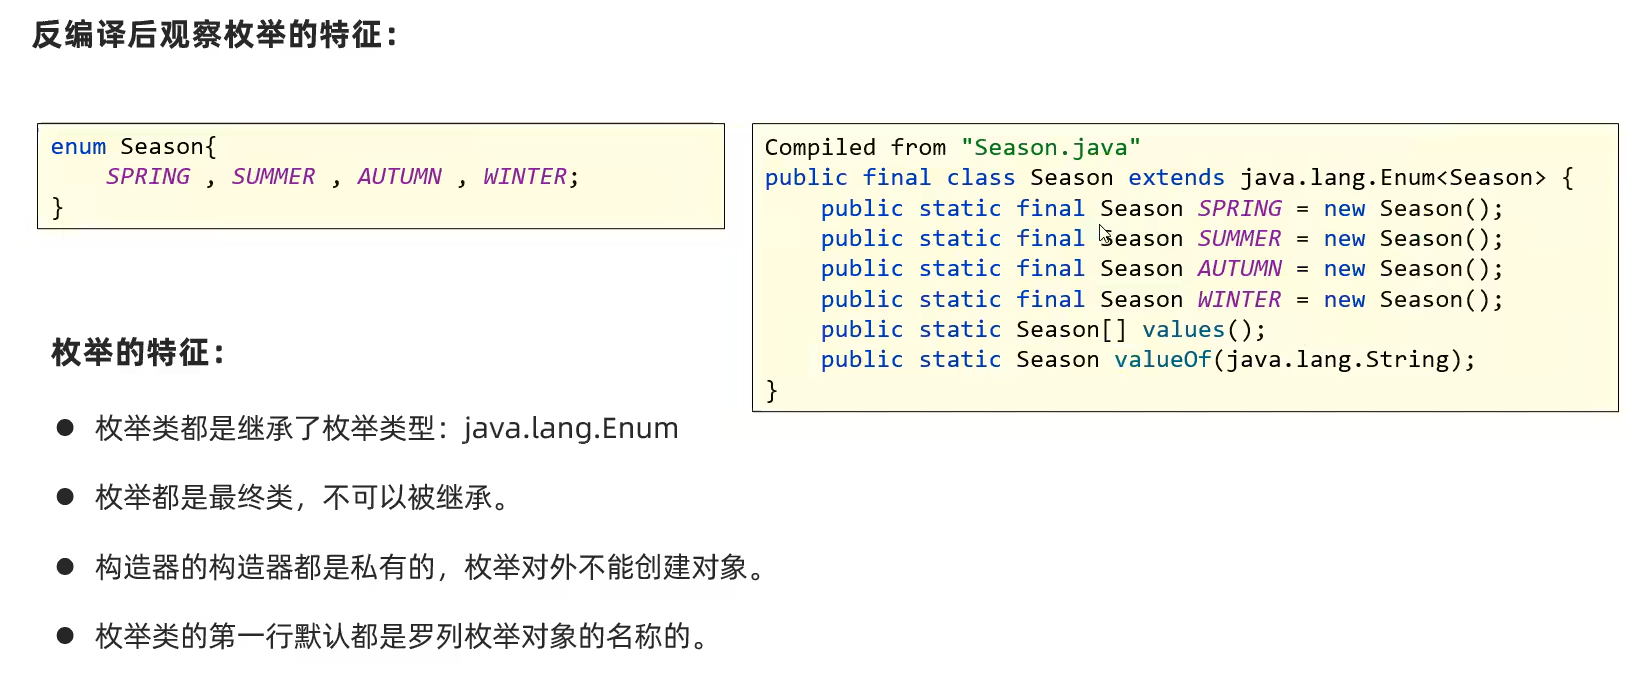 反编译后观察枚举的特征：
enum Season{
    SPRING , SUMMER , AUTUMN , WINTER;
}
Compiled from "Season.java"
public final class Season extends java.lang.Enum<Season> {
    public static final Season SPRING = new Season();
    public static final Season SUMMER = new Season();
    public static final Season AUTUMN = new Season();
    public static final Season WINTER = new Season();
    public static Season[] values();
    public static Season valueOf(java.lang.String);
}
枚举的特征：
● 枚举类都是继承了枚举类型：java.lang.Enum
● 枚举都是最终类，不可以被继承。
● 构造器的构造器都是私有的，枚举对外不能创建对象。
● 枚举类的第一行默认都是罗列枚举对象的名称的。